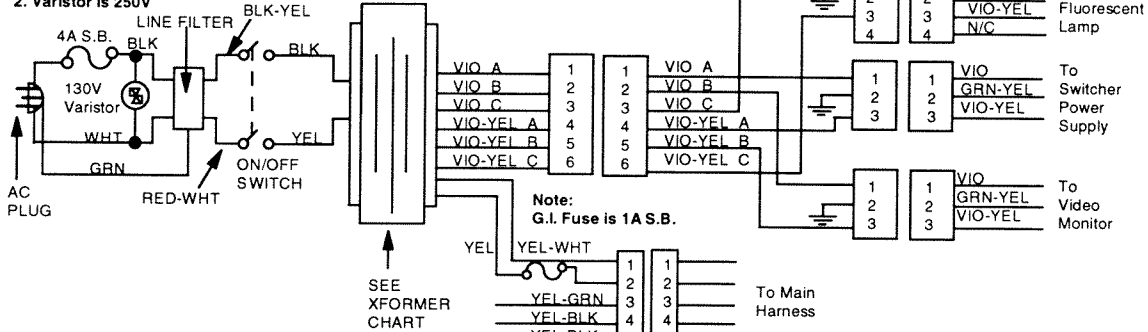 2. Varistor is 250V
LINE FILTER
BLK-YEL
4A S.B.
BLK
BLK
130V
Varistor
WHT
GRN
YEL
ON/OFF
SWITCH
RED-WHT
AC
PLUG
VIO A
VIO B
VIO C
VIO-YEL A
VIO-YEL B
VIO-YEL C
1
2
3
4
5
6
1
2
3
4
5
6
VIO A
VIO B
VIO C
VIO-YEL A
VIO-YEL B
VIO-YEL C
3
4
3
4
VIO-YEL
N/C
Fluorescent
Lamp
1
2
3
1
2
3
VIO
GRN-YEL
VIO-YEL
To
Switcher
Power
Supply
1
2
3
1
2
3
VIO
GRN-YEL
VIO-YEL
To
Video
Monitor
Note:
G.I. Fuse is 1A S.B.
SEE
XFORMER
CHART
YEL
YEL-WHT
YEL-GRN
YEL-BLK
1
2
3
4
1
2
3
4
To Main
Harness